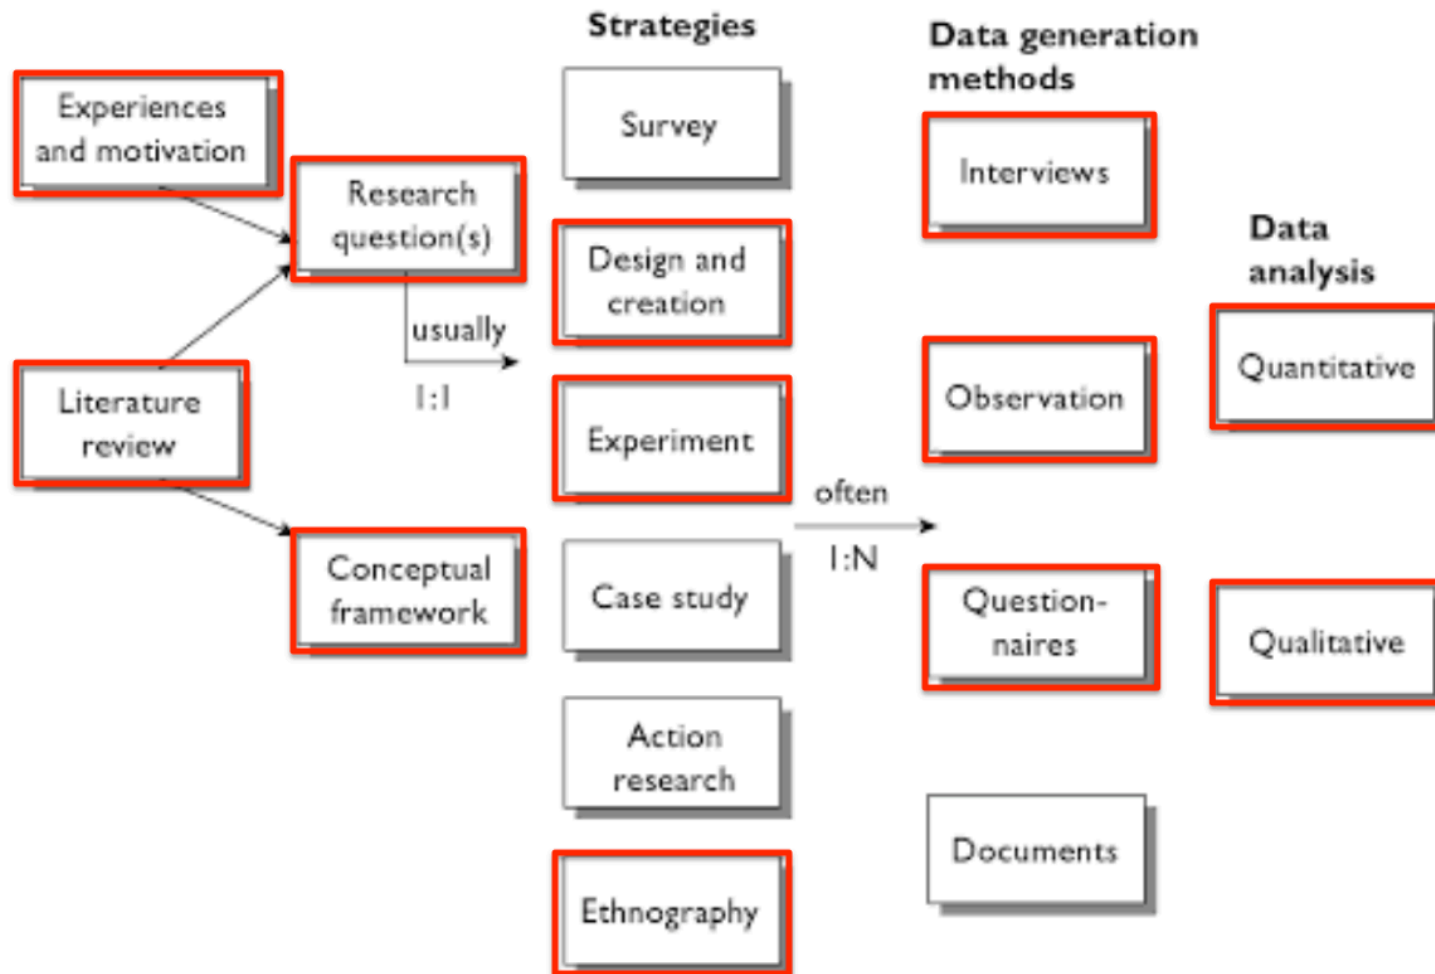 Strategies
Data generation
methods
Experiences
and motivation
Research
question(s)
Literature
review
Conceptual
framework
usually
1:1
Survey
Design and
creation
Experiment
Case study
Action
research
Ethnography
often
1:N
Interviews
Observation
Question-
naires
Documents
Data
analysis
Quantitative
Qualitative